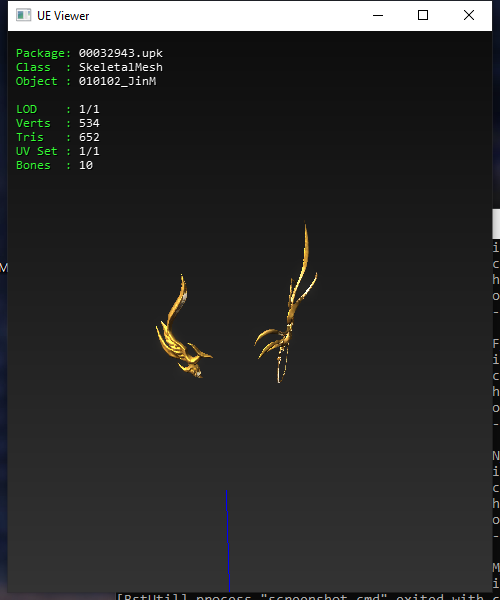 UE Viewer
Package: 00032943.upk
Class  : SkeletalMesh
Object : 010102_JinM
LOD    : 1/1
Verts  : 534
Tris   : 652
UV Set : 1/1
Bones  : 10
M
i
c
h
o
-
F
i
c
h
o
-
N
i
c
h
o
-
M
i
[BstUtil] process "screenshot.cmd" exited with c